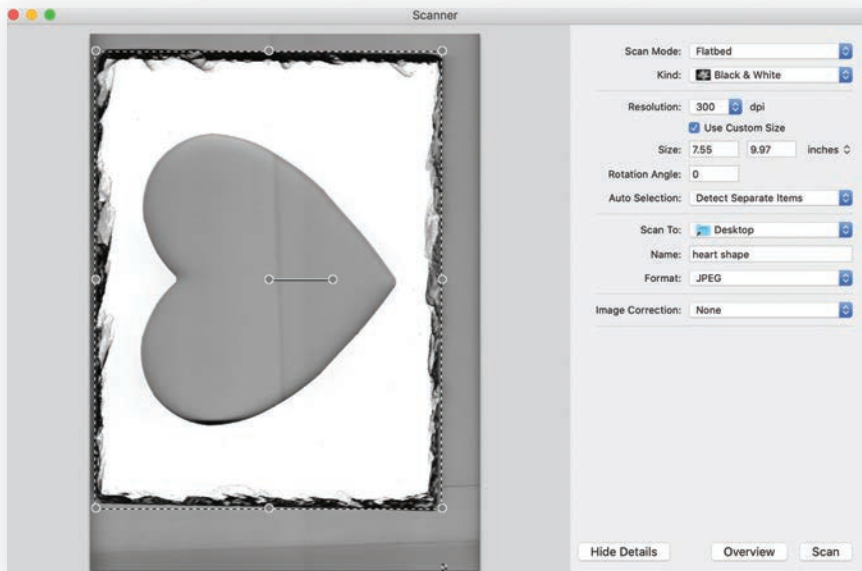 Scanner
Scan Mode: Flatbed
Kind: Black & White
Resolution: 300 dpi
Use Custom Size
Size: 7.55 9.97 inches
Rotation Angle: 0
Auto Selection: Detect Separate Items
Scan To: Desktop
Name: heart shape
Format: JPEG
Image Correction: None
Hide Details Overview Scan